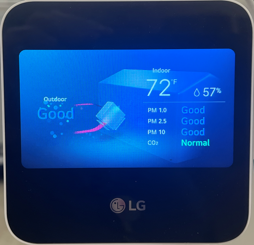 Indoor
72°F
57%
Outdoor
Good
PM 1.0 Good
PM 2.5 Good
PM 10 Good
CO₂ Normal
LG